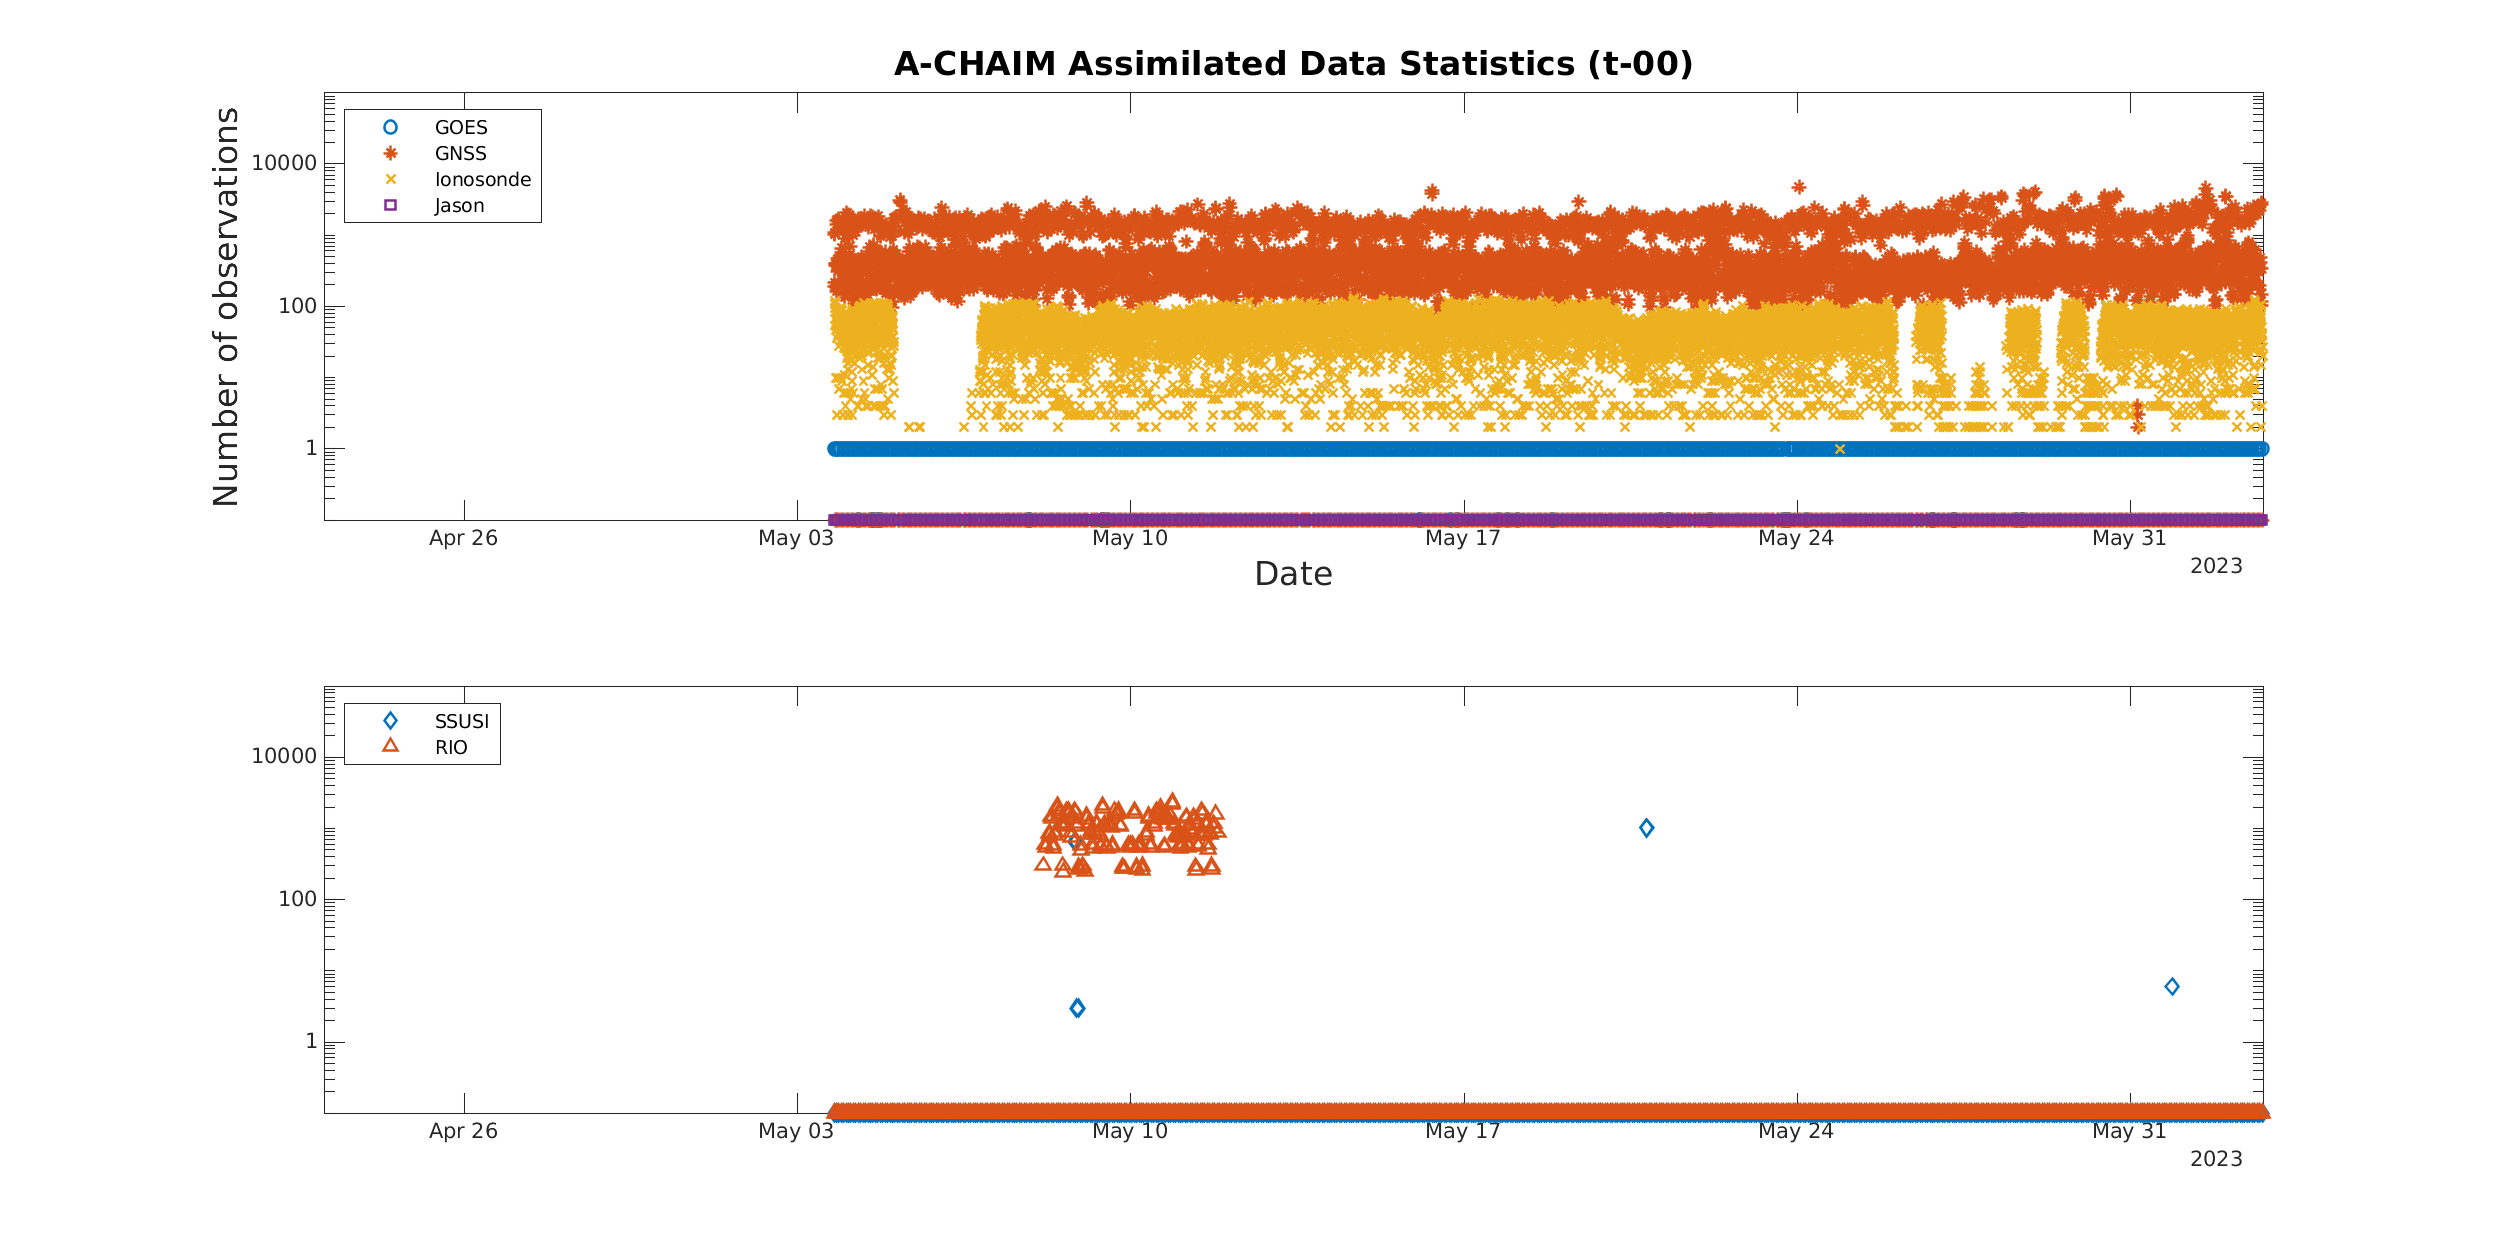 A-CHAIM Assimilated Data Statistics (t-00)
Number of observations
GOES
GNSS
Ionosonde
Jason
10000
100
1
Apr 26 May 03 May 10 May 17 May 24 May 31
2023
Date
SSUSI
RIO
10000
100
1
Apr 26 May 03 May 10 May 17 May 24 May 31
2023